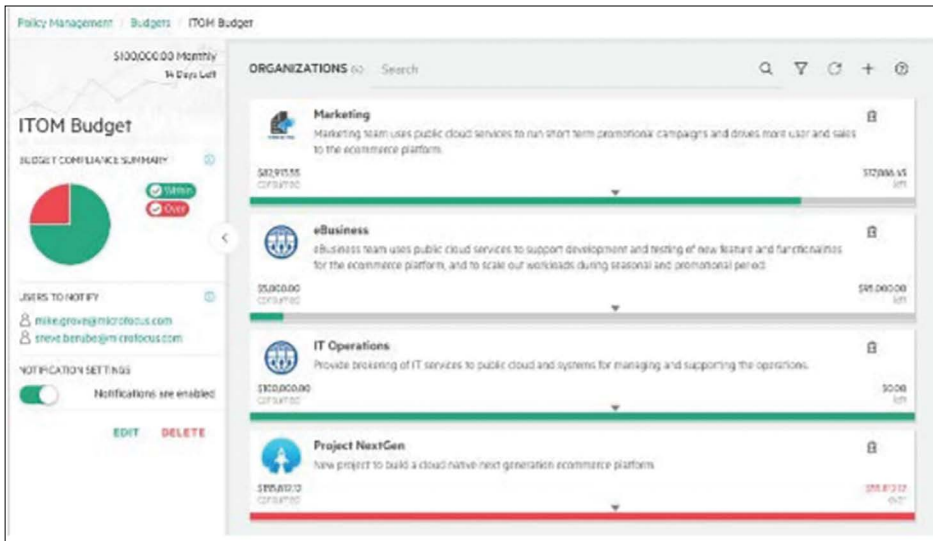 Policy Management / Budgets / ITOM Budget
$100,000.00 Monthly
14 Days Left
ITOM Budget
BUDGET COMPLIANCE SUMMARY
Within
Over
USERS TO NOTIFY
mike.grove@microfocus.com
steve.berube@microfocus.com
NOTIFICATION SETTINGS
Notifications are enabled
EDIT DELETE
ORGANIZATIONS Search
Marketing
Marketing team uses public cloud services to run short term promotional campaigns and drives more user and sales
to the ecommerce platform.
consumed
left
eBusiness
eBusiness team uses public cloud services to support development and testing of new feature and functionalities
for the ecommerce platform, and to scale out workloads during seasonal and promotional period.
$5,000.00
consumed
$95,000.00
left
IT Operations
Provide brokering of IT services to public cloud and systems for managing and supporting the operations.
$100,000.00
consumed
$0.00
left
Project NextGen
New project to build a cloud native next generation ecommerce platform.
consumed
over